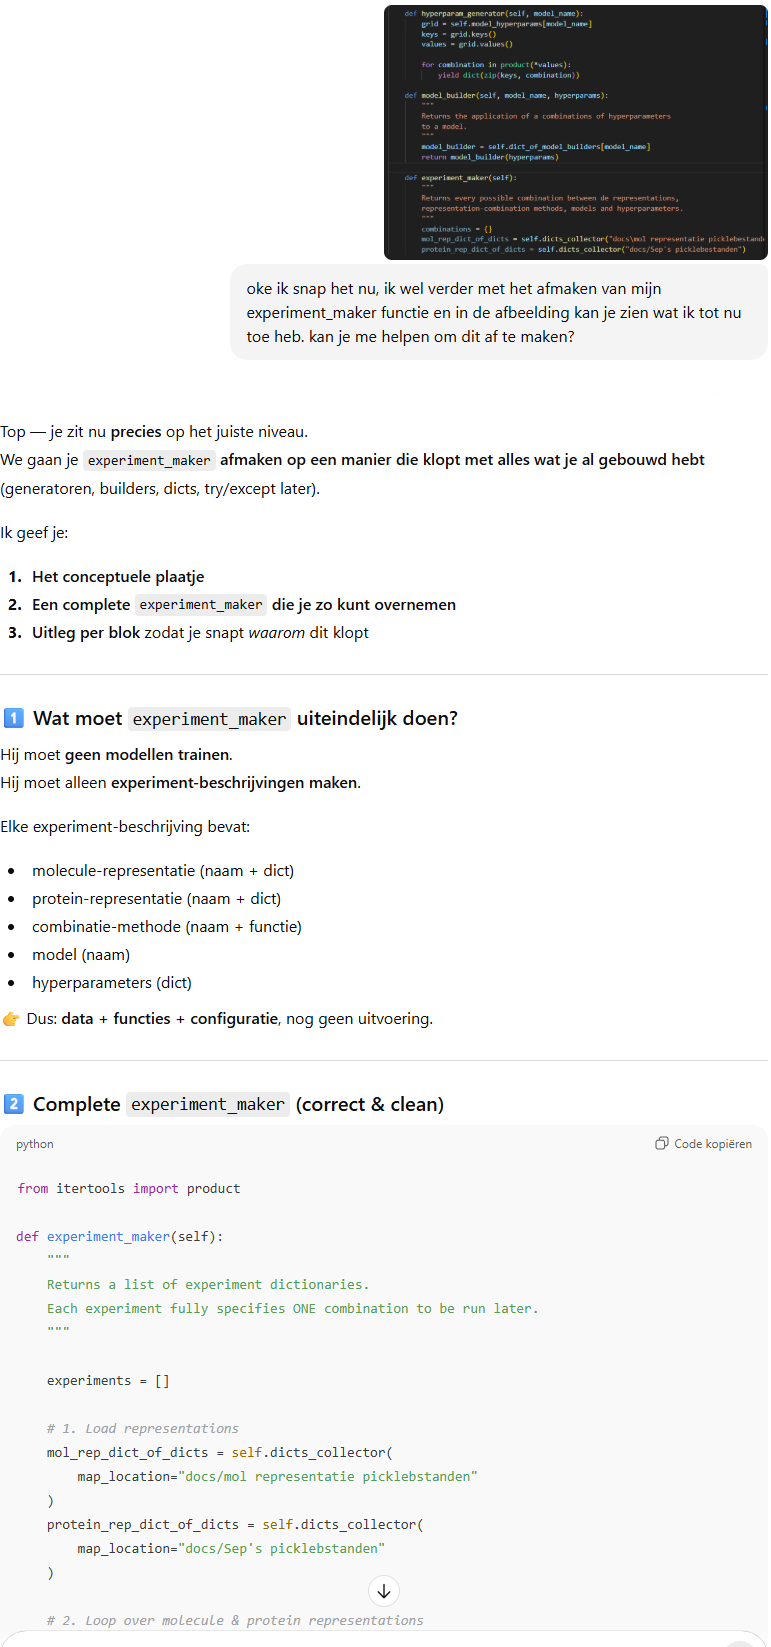 def hyperparam_generator(self, model_name):
grid = self.model_hyperparams[model_name]
keys = grid.keys()
values = grid.values()
for combination in product(*values):
yield dict(zip(keys, combination))
def model_builder(self, model_name, hyperparams):
"""
Returns the application of a combinations of hyperparameters
to a model.
"""
model_builder = self.dict_of_model_builders[model_name]
return model_builder(hyperparams)
def experiment_maker(self):
"""
Returns every possible combination between de representations,
representation-combination methods, models and hyperparameters.
"""
combinations = {}
mol_rep_dict_of_dicts = self.dicts_collector("docs\mol representatie picklebestand
protein_rep_dict_of_dicts = self.dicts_collector("docs/Sep's picklebestanden")
oke ik snap het nu, ik wel verder met het afmaken van mijn
experiment_maker functie en in de afbeelding kan je zien wat ik tot nu
toe heb. kan je me helpen om dit af te maken?
Top — je zit nu precies op het juiste niveau.
We gaan je experiment_maker afmaken op een manier die klopt met alles wat je al gebouwd hebt
(generatoren, builders, dicts, try/except later).
Ik geef je:
1. Het conceptuele plaatje
2. Een complete experiment_maker die je zo kunt overnemen
3. Uitleg per blok zodat je snapt waarom dit klopt
1 Wat moet experiment_maker uiteindelijk doen?
Hij moet geen modellen trainen.
Hij moet alleen experiment-beschrijvingen maken.
Elke experiment-beschrijving bevat:
• molecule-representatie (naam + dict)
• protein-representatie (naam + dict)
• combinatie-methode (naam + functie)
• model (naam)
• hyperparameters (dict)
👉 Dus: data + functies + configuratie, nog geen uitvoering.
2 Complete experiment_maker (correct & clean)
python
Code kopiëren
from itertools import product
def experiment_maker(self):
"""
Returns a list of experiment dictionaries.
Each experiment fully specifies ONE combination to be run later.
"""
experiments = []
# 1. Load representations
mol_rep_dict_of_dicts = self.dicts_collector(
map_location="docs/mol representatie picklebstanden"
)
protein_rep_dict_of_dicts = self.dicts_collector(
map_location="docs/Sep's picklebstanden"
)
# 2. Loop over molecule & protein representations